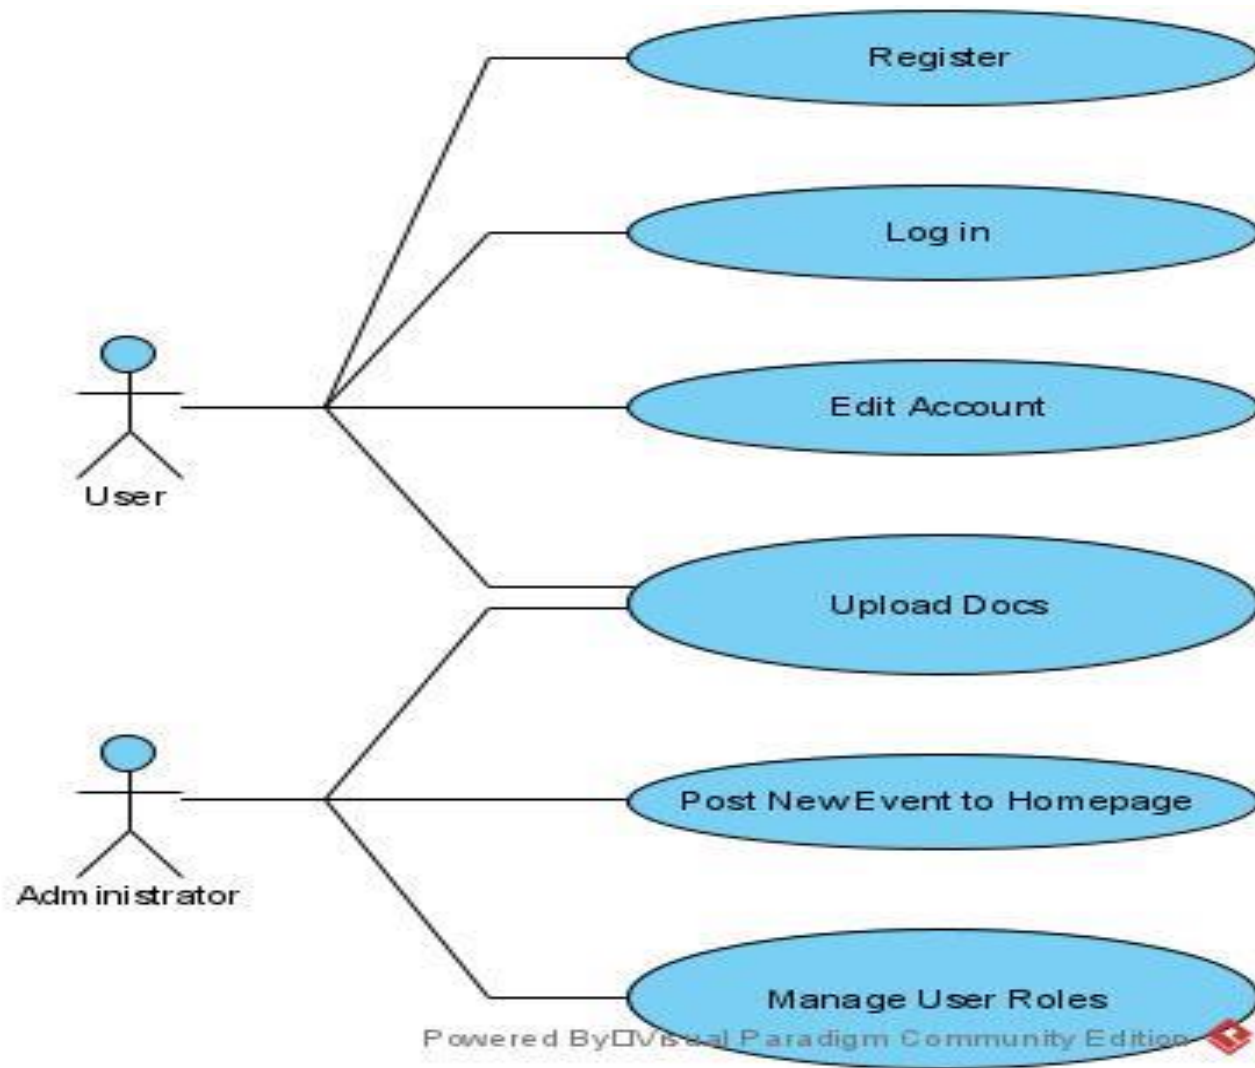 Register
Log in
Edit Account
User
Upload Docs
Post New Event to Homepage
Administrator
Manage User Roles
Powered By□Visual Paradigm Community Edition